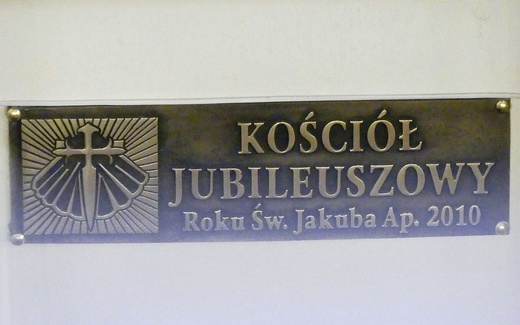 KOŚCIÓŁ
JUBILEUSZOWY
Roku Św. Jakuba Ap. 2010